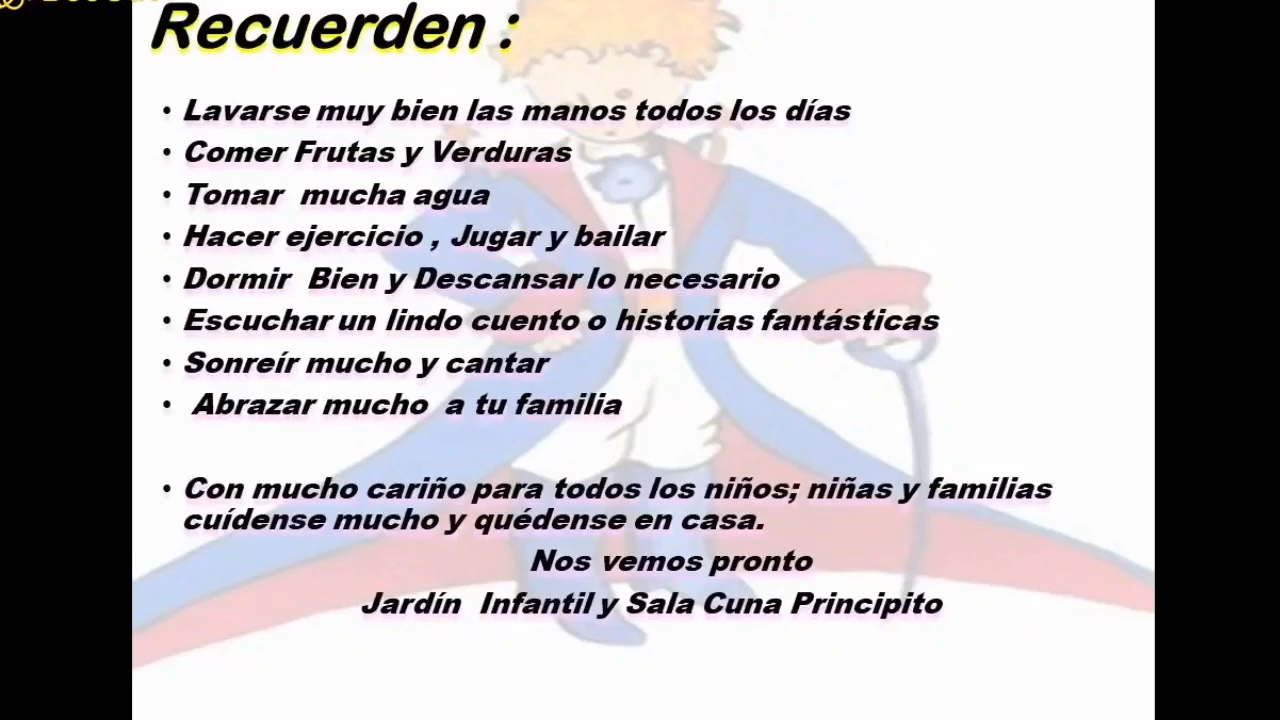 Recuerden :
• Lavarse muy bien las manos todos los días
• Comer Frutas y Verduras
• Tomar mucha agua
• Hacer ejercicio , Jugar y bailar
• Dormir Bien y Descansar lo necesario
• Escuchar un lindo cuento o historias fantásticas
• Sonreír mucho y cantar
• Abrazar mucho a tu familia
• Con mucho cariño para todos los niños; niñas y familias
cuídense mucho y quédense en casa.
Nos vemos pronto
Jardín Infantil y Sala Cuna Principito